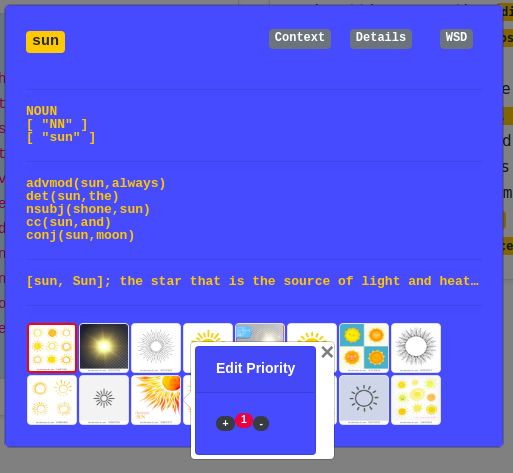 sun
Context
Details
WSD
NOUN
[ "NN" ]
[ "sun" ]
advmod(sun,always)
det(sun,the)
nsubj(shone,sun)
cc(sun,and)
conj(sun,moon)
[sun, Sun]; the star that is the source of light and heat…
×
Edit Priority
+ 1 -